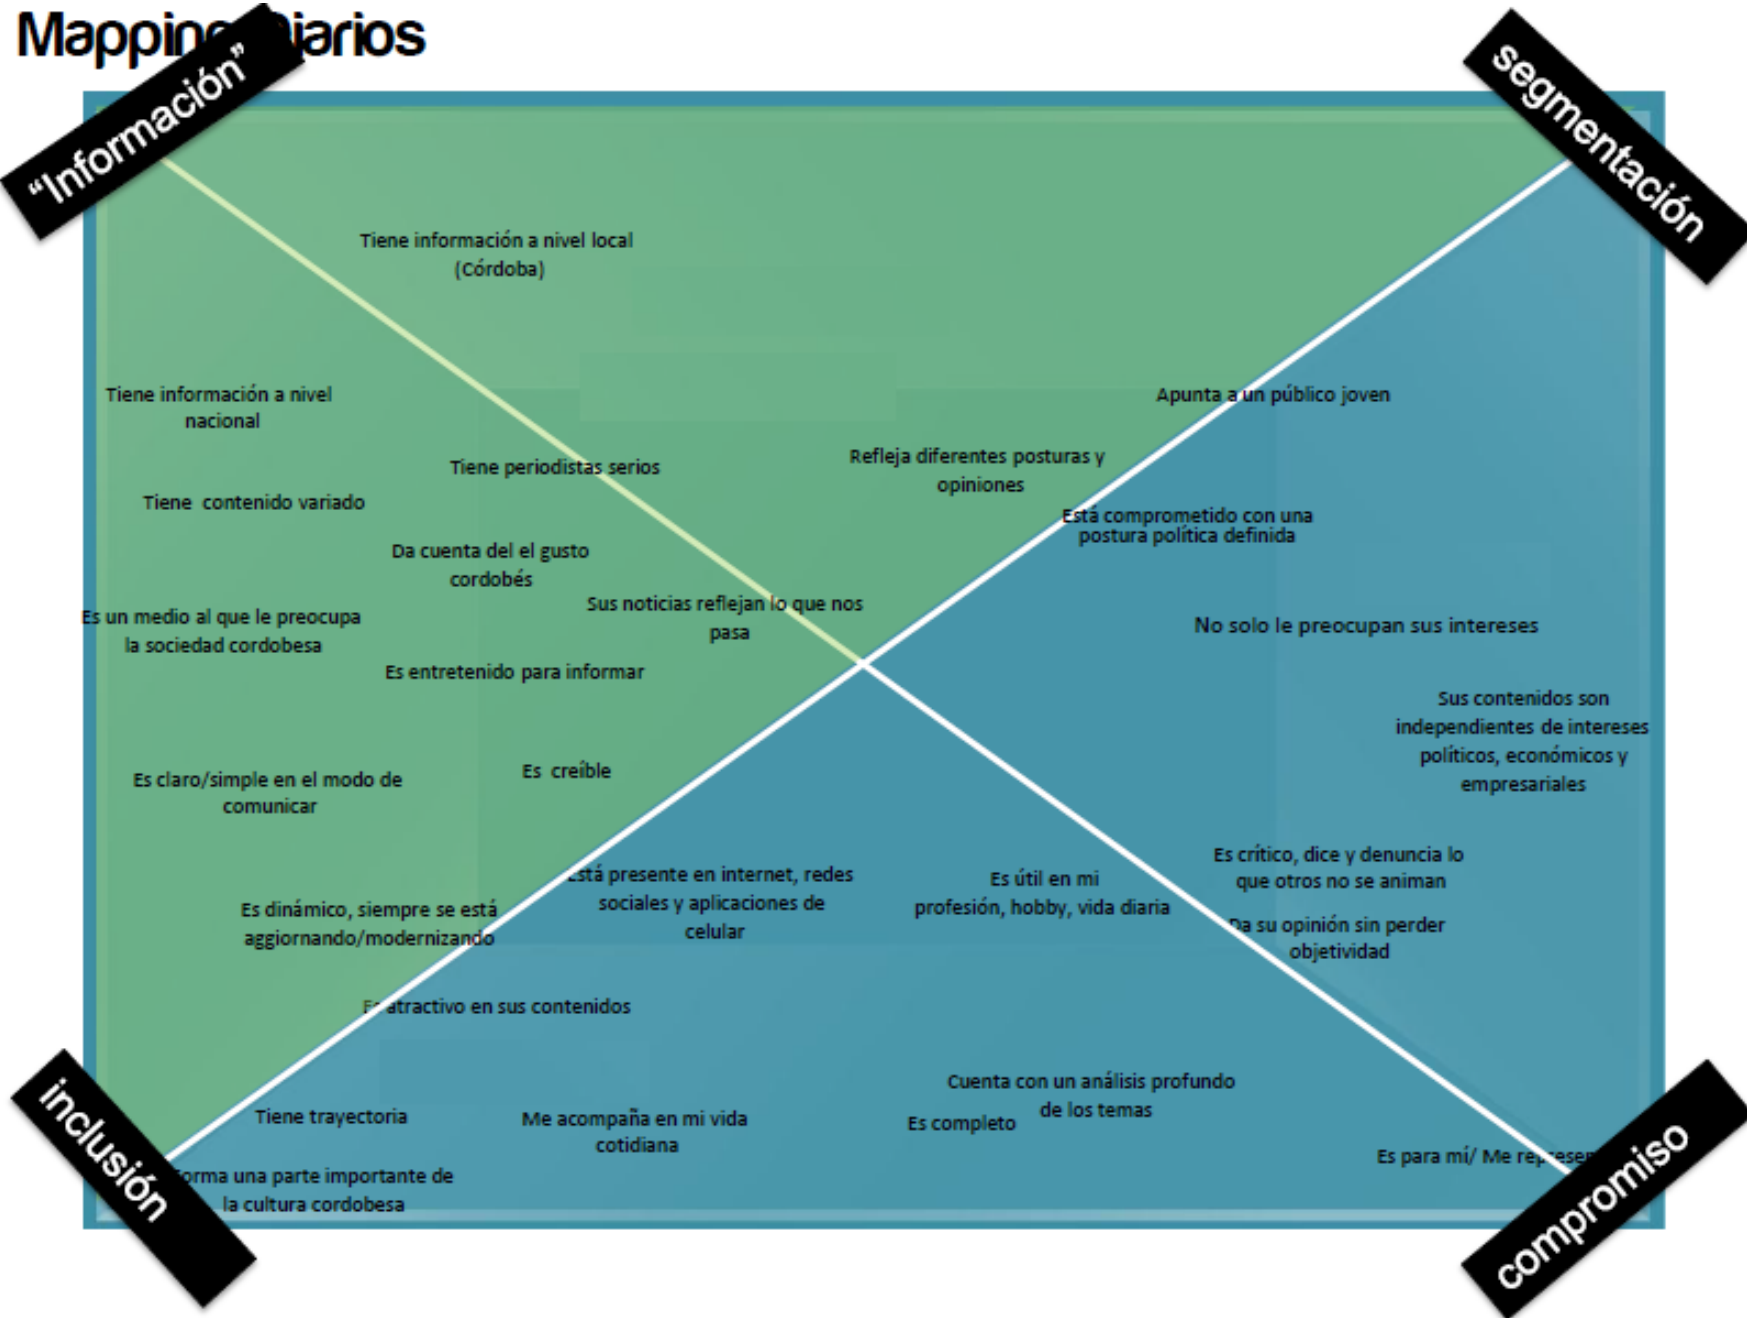 Mapping Diarios
“Información”
segmentación
Tiene información a nivel local
(Córdoba)
Tiene información a nivel
nacional
Apunta a un público joven
Tiene periodistas serios
Refleja diferentes posturas y
opiniones
Tiene contenido variado
Está comprometido con una
postura política definida
Da cuenta del el gusto
cordobés
Sus noticias reflejan lo que nos
pasa
Es un medio al que le preocupa
la sociedad cordobesa
No solo le preocupan sus intereses
Es entretenido para informar
Sus contenidos son
independientes de intereses
políticos, económicos y
empresariales
Es claro/simple en el modo de
comunicar
Es creíble
Está presente en internet, redes
sociales y aplicaciones de
celular
Es útil en mi
profesión, hobby, vida diaria
Es crítico, dice y denuncia lo
que otros no se animan
Da su opinión sin perder
objetividad
Es dinámico, siempre se está
aggiornando/modernizando
Es atractivo en sus contenidos
Cuenta con un análisis profundo
de los temas
Es completo
Tiene trayectoria
Me acompaña en mi vida
cotidiana
Es para mí/ Me
Forma una parte importante de
la cultura cordobesa
inclusión
compromiso